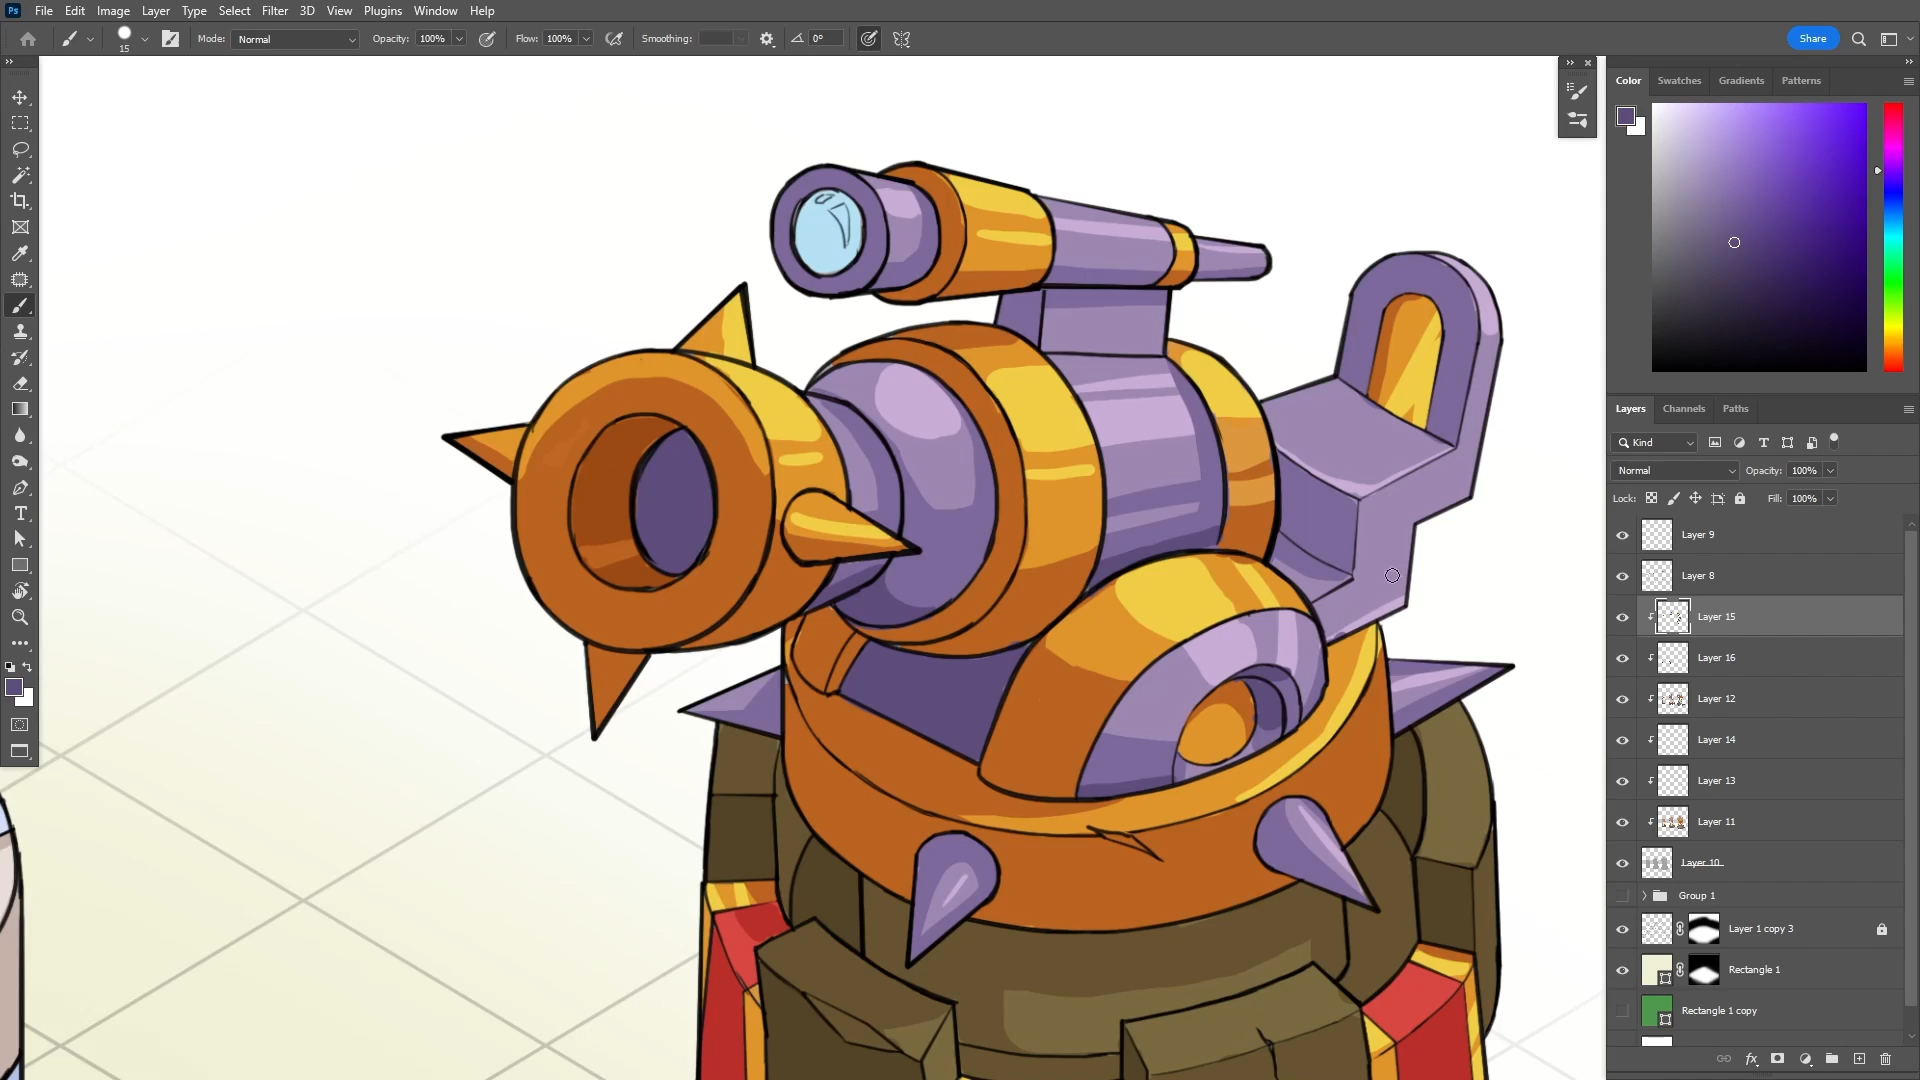 Ps File Edit Image Layer Type Select Filter 3D View Plugins Window Help
15 Mode: Normal Opacity: 100% Flow: 100% Smoothing: 0° Share
Color Swatches Gradients Patterns
Layers Channels Paths
Kind
Normal Opacity: 100%
Lock: Fill: 100%
Layer 9
Layer 8
Layer 15
Layer 16
Layer 12
Layer 14
Layer 13
Layer 11
Layer 10
Group 1
Layer 1 copy 3
Rectangle 1
Rectangle 1 copy
fx